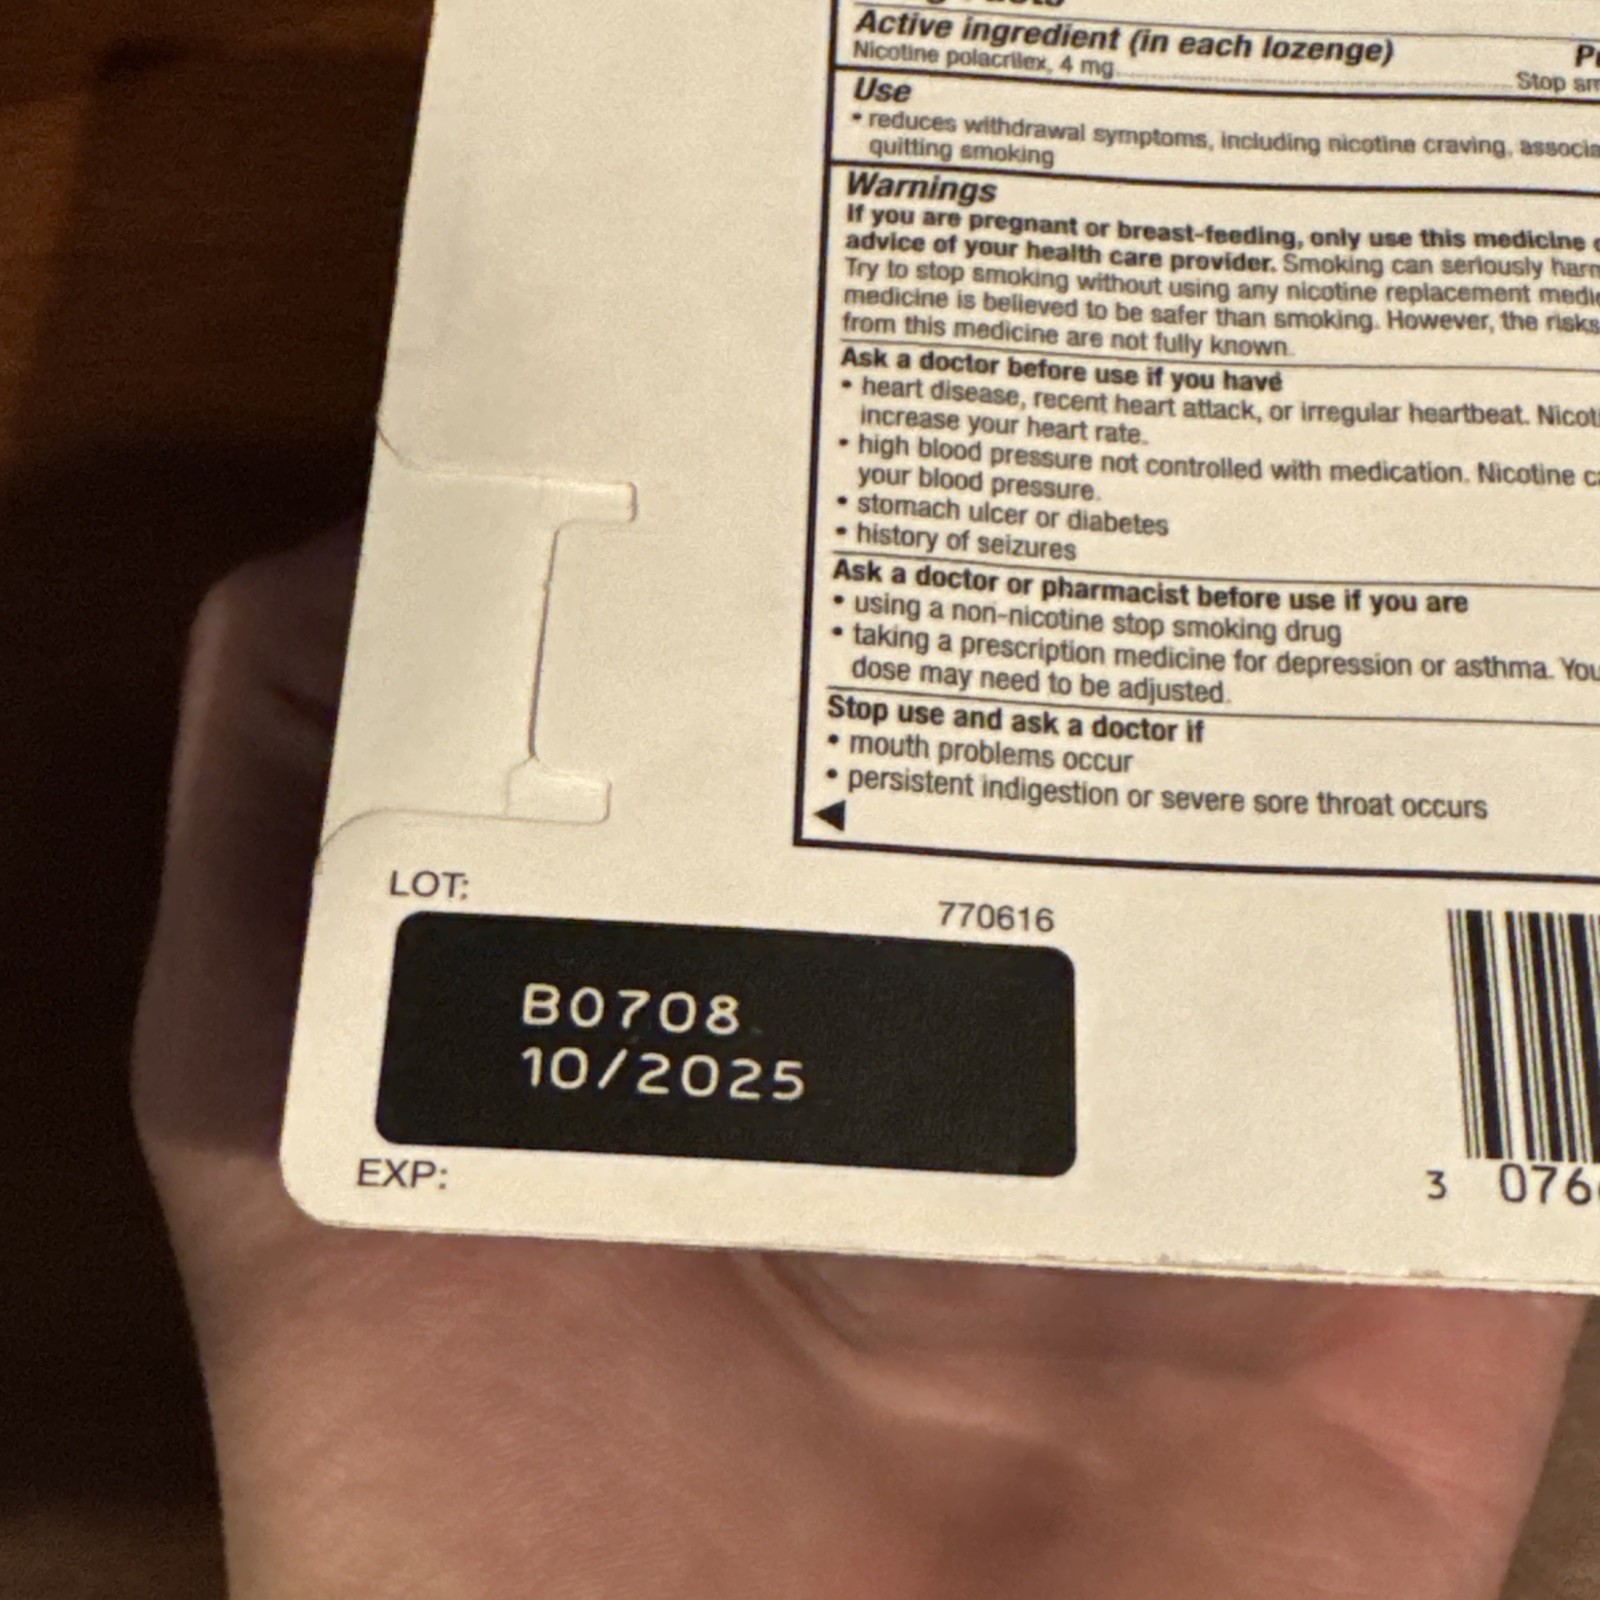 Active ingredient (in each lozenge)
Nicotine polacrilex, 4 mg
Stop
Use
• reduces withdrawal symptoms, including nicotine craving,
quitting smoking
Warnings
If you are pregnant or breast-feeding, only use this medicine
advice of your health care provider. Smoking can seriously
Try to stop smoking without using any nicotine replacement
medicine is believed to be safer than smoking. However, the risks
from this medicine are not fully known.
Ask a doctor before use if you have
• heart disease, recent heart attack, or irregular heartbeat.
increase your heart rate.
• high blood pressure not controlled with medication. Nicotine
your blood pressure.
• stomach ulcer or diabetes
• history of seizures
Ask a doctor or pharmacist before use if you are
• using a non-nicotine stop smoking drug
• taking a prescription medicine for depression or asthma.
dose may need to be adjusted.
Stop use and ask a doctor if
• mouth problems occur
• persistent indigestion or severe sore throat occurs
LOT:
770616
B0708
10/2025
EXP:
3 076